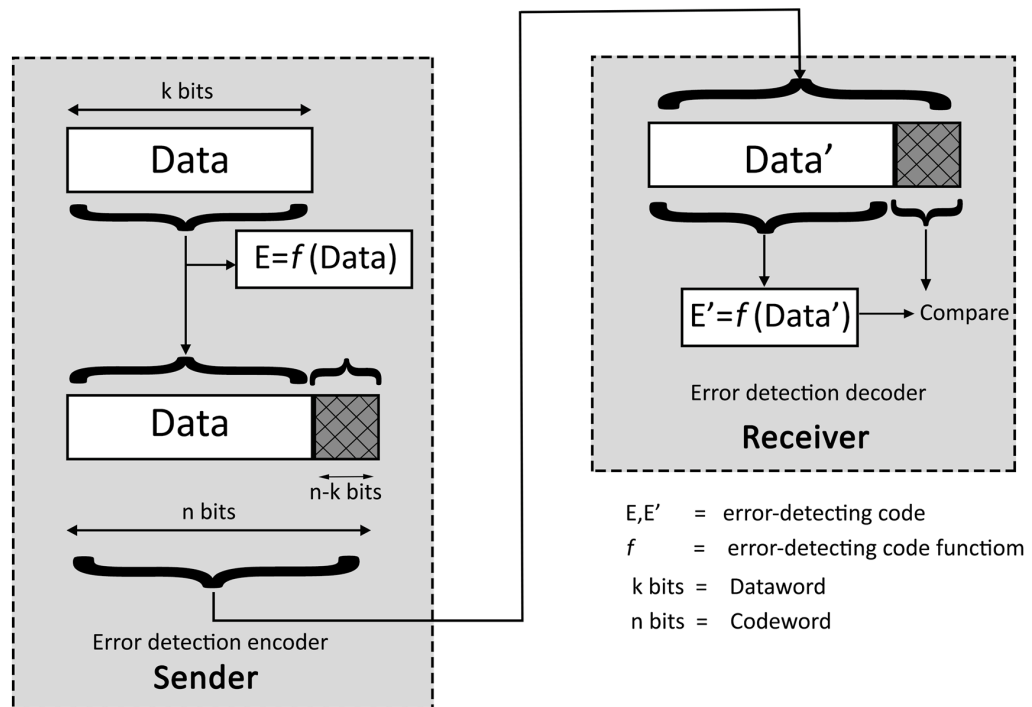 k bits
Data
E=f (Data)
Data
n-k bits
n bits
Error detection encoder
Sender
Data’
E’=f (Data’)
Compare
Error detection decoder
Receiver
E,E’ = error-detecting code
f = error-detecting code functiom
k bits = Dataword
n bits = Codeword